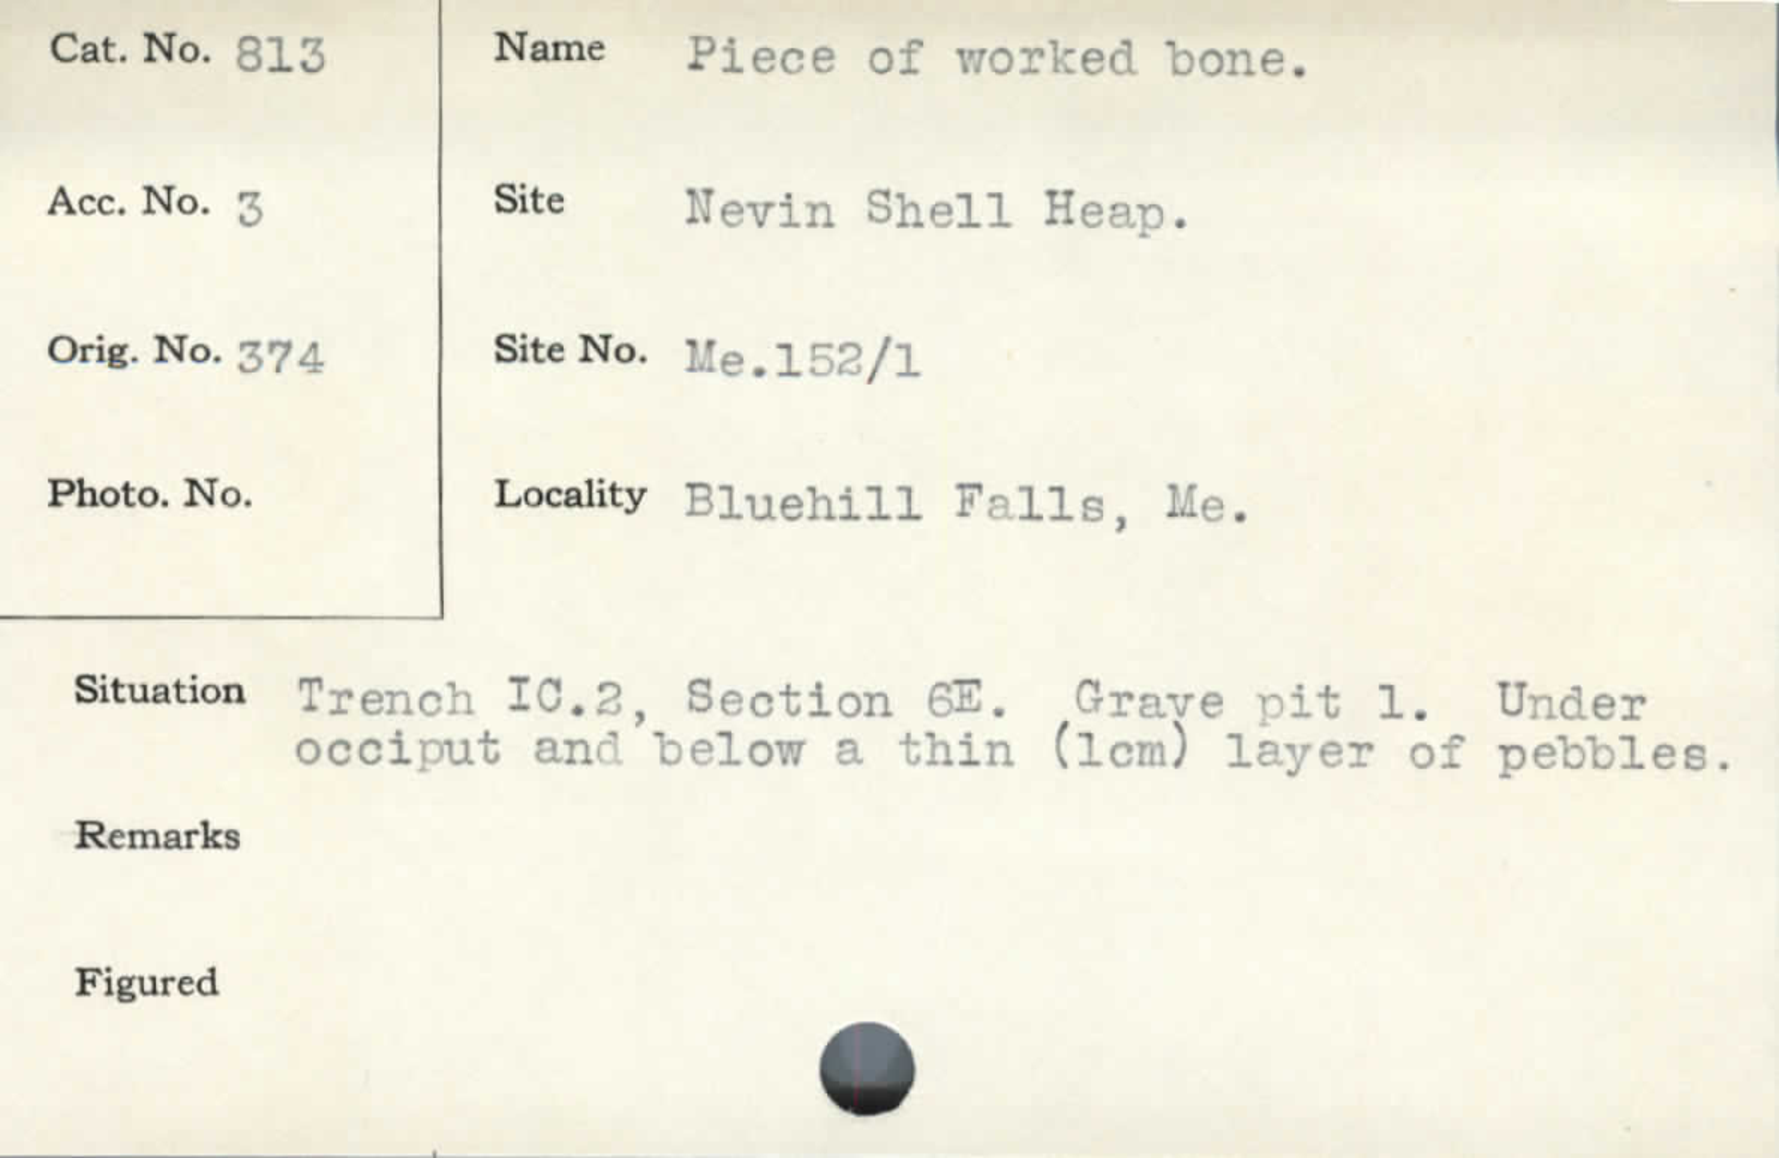 Cat. No. 813
Name Piece of worked bone.
Acc. No. 3
Site Nevin Shell Heap.
Orig. No. 374
Site No. Me.152/1
Photo. No.
Locality Bluehill Falls, Me.
Situation Trench IC.2, Section 6E. Grave pit 1. Under
occiput and below a thin (1cm) layer of pebbles.
Remarks
Figured